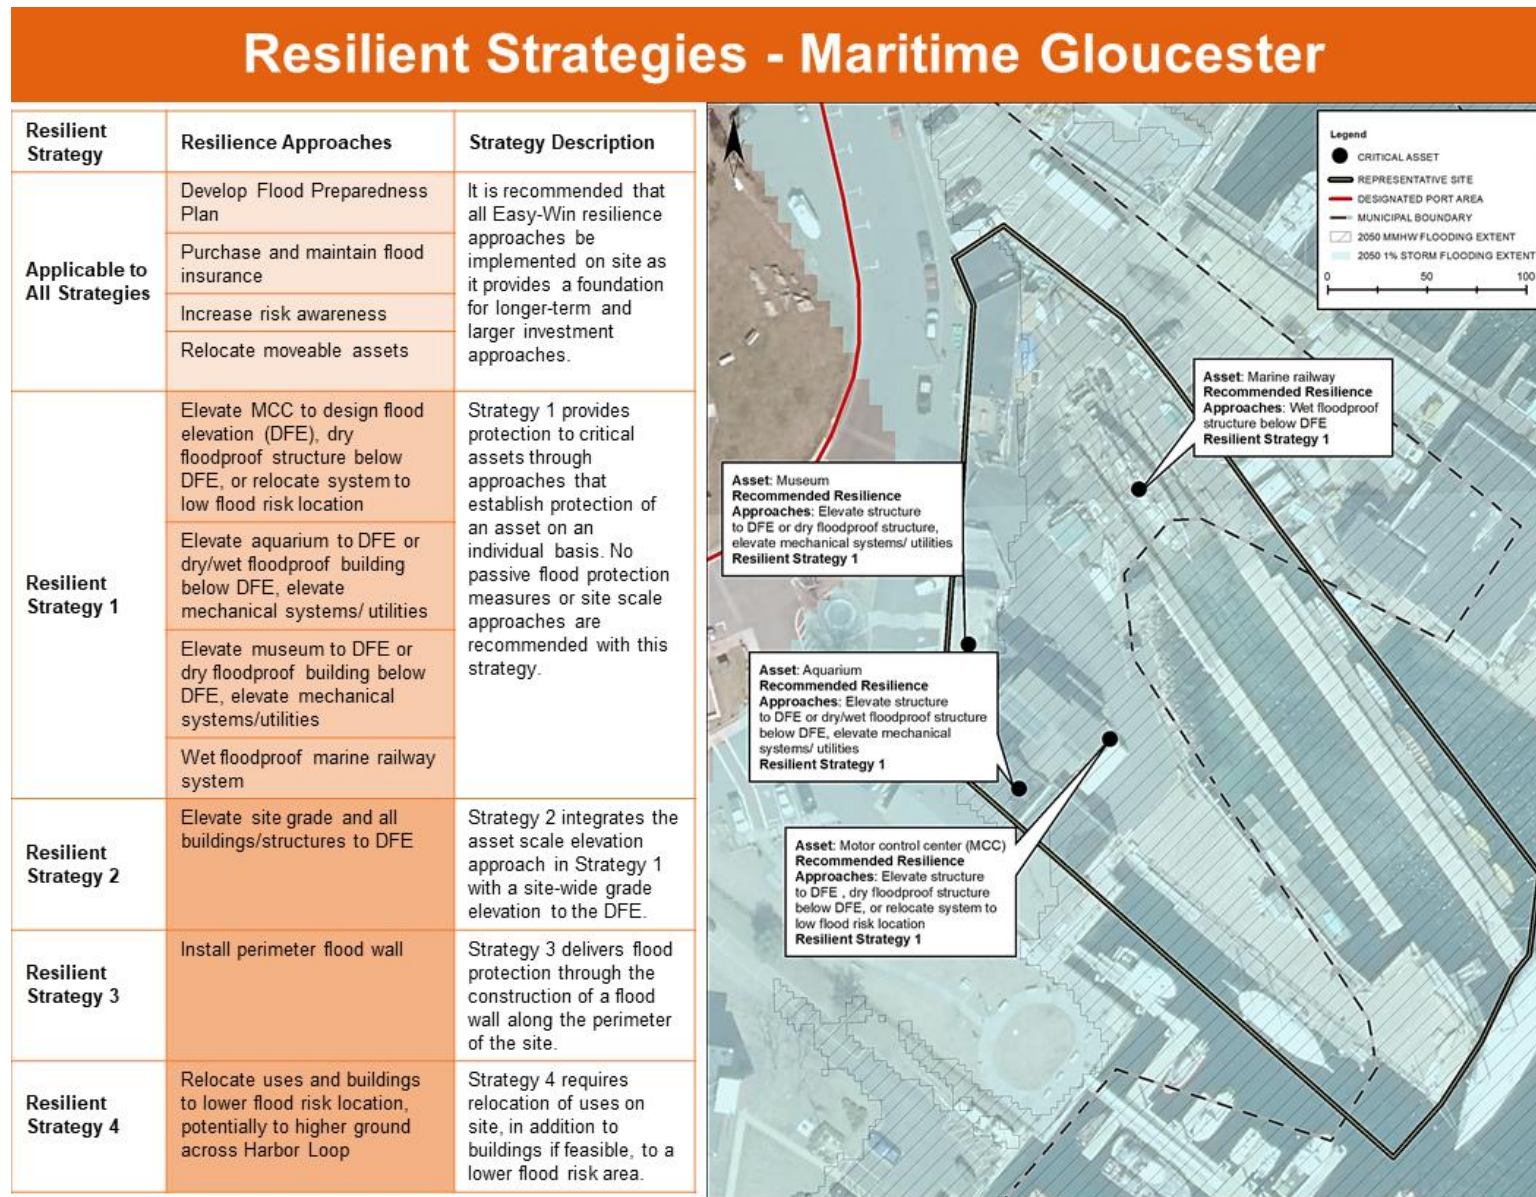 Resilient Strategies - Maritime Gloucester
Resilient
Strategy
Resilience Approaches
Strategy Description
Applicable to
All Strategies
Develop Flood Preparedness
Plan
Purchase and maintain flood
insurance
Increase risk awareness
Relocate moveable assets
It is recommended that
all Easy-Win resilience
approaches be
implemented on site as
it provides a foundation
for longer-term and
larger investment
approaches.
Resilient
Strategy 1
Elevate MCC to design flood
elevation (DFE), dry
floodproof structure below
DFE, or relocate system to
low flood risk location
Elevate aquarium to DFE or
dry/wet floodproof building
below DFE, elevate
mechanical systems/ utilities
Elevate museum to DFE or
dry floodproof building below
DFE, elevate mechanical
systems/utilities
Wet floodproof marine railway
system
Strategy 1 provides
protection to critical
assets through
approaches that
establish protection of
an asset on an
individual basis. No
passive flood protection
measures or site scale
approaches are
recommended with this
strategy.
Resilient
Strategy 2
Elevate site grade and all
buildings/structures to DFE
Strategy 2 integrates the
asset scale elevation
approach in Strategy 1
with a site-wide grade
elevation to the DFE.
Resilient
Strategy 3
Install perimeter flood wall
Strategy 3 delivers flood
protection through the
construction of a flood
wall along the perimeter
of the site.
Resilient
Strategy 4
Relocate uses and buildings
to lower flood risk location,
potentially to higher ground
across Harbor Loop
Strategy 4 requires
relocation of uses on
site, in addition to
buildings if feasible, to a
lower flood risk area.
Legend
CRITICAL ASSET
REPRESENTATIVE SITE
DESIGNATED PORT AREA
MUNICIPAL BOUNDARY
2050 MMHW FLOODING EXTENT
2050 1% STORM FLOODING EXTENT
0 50 100
Asset: Marine railway
Recommended Resilience
Approaches: Wet floodproof
structure below DFE
Resilient Strategy 1
Asset: Museum
Recommended Resilience
Approaches: Elevate structure
to DFE or dry floodproof structure,
elevate mechanical systems/ utilities
Resilient Strategy 1
Asset: Aquarium
Recommended Resilience
Approaches: Elevate structure
to DFE or dry/wet floodproof structure
below DFE, elevate mechanical
systems/ utilities
Resilient Strategy 1
Asset: Motor control center (MCC)
Recommended Resilience
Approaches: Elevate structure
to DFE , dry floodproof structure
below DFE, or relocate system to
low flood risk location
Resilient Strategy 1